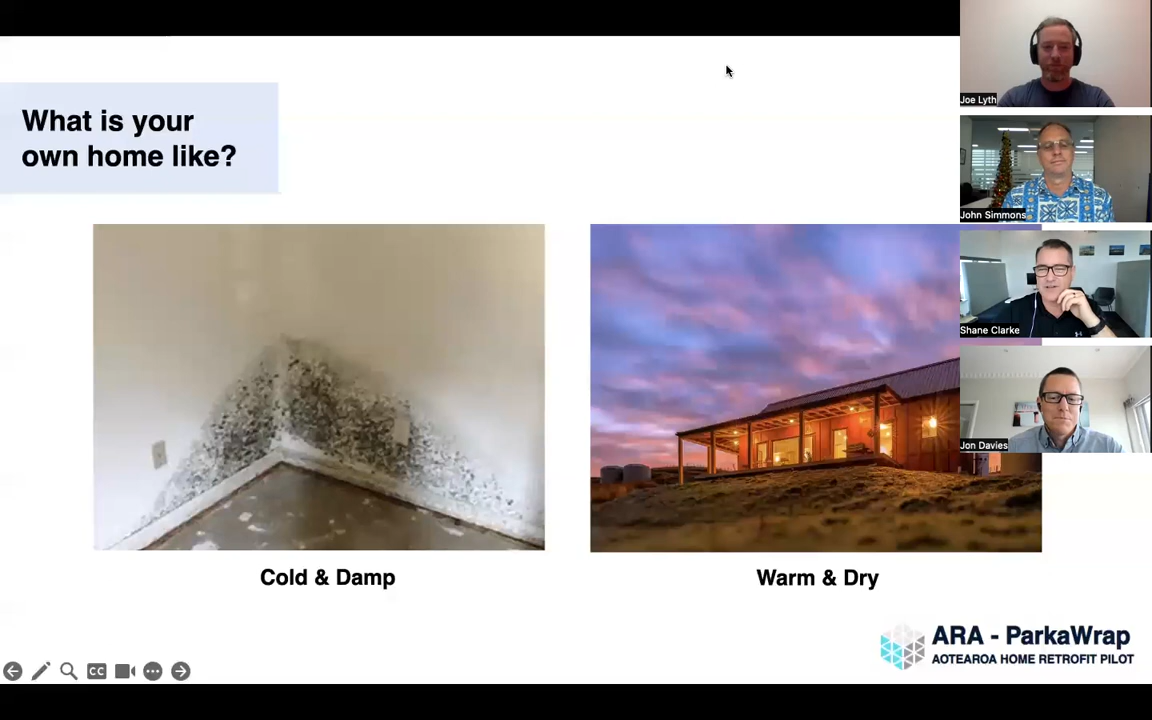 What is your
own home like?
Joe Lyth
John Simmons
Shane Clarke
Jon Davies
Cold & Damp
Warm & Dry
ARA - ParkaWrap
AOTEAROA HOME RETROFIT PILOT
CC